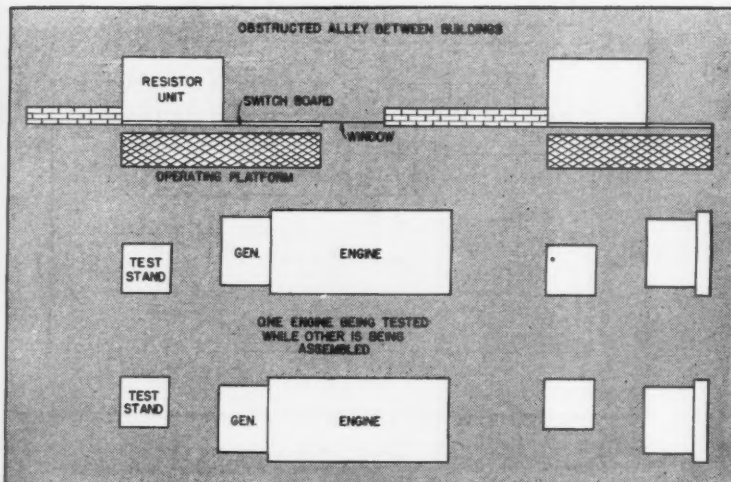 OBSTRUCTED ALLEY BETWEEN BUILDINGS
RESISTOR
UNIT
SWITCH BOARD
WINDOW
OPERATING PLATFORM
TEST
STAND
GEN.
ENGINE
ONE ENGINE BEING TESTED
WHILE OTHER IS BEING
ASSEMBLED
TEST
STAND
GEN.
ENGINE